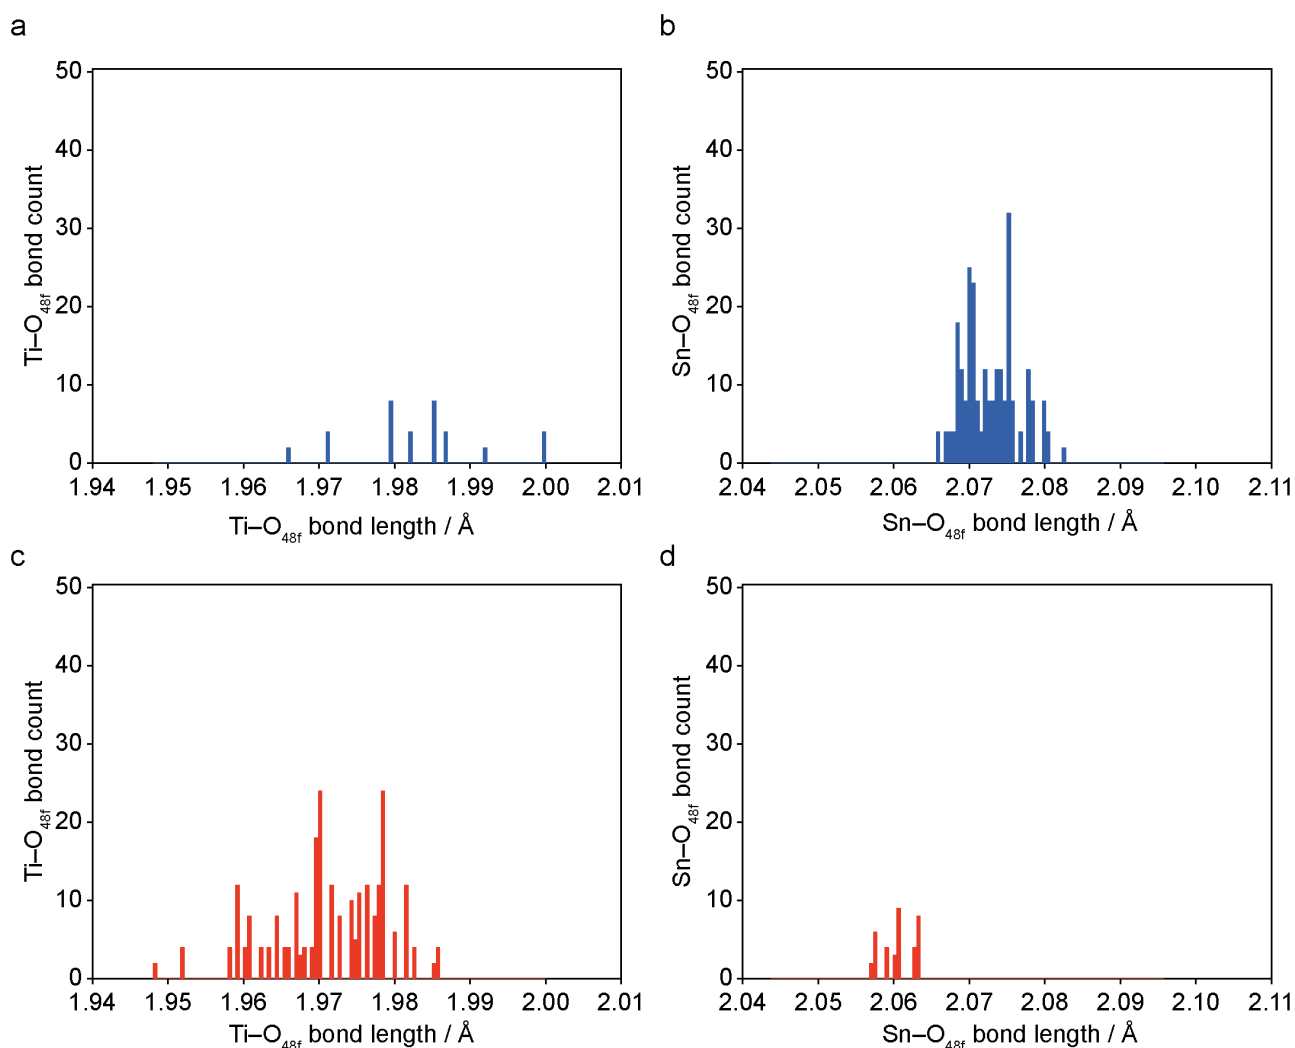 a
50
40
30
20
10
0
Ti–O48f bond count
1.94 1.95 1.96 1.97 1.98 1.99 2.00 2.01
Ti–O48f bond length / Å
b
50
40
30
20
10
0
Sn–O48f bond count
2.04 2.05 2.06 2.07 2.08 2.09 2.10 2.11
Sn–O48f bond length / Å
c
50
40
30
20
10
0
Ti–O48f bond count
1.94 1.95 1.96 1.97 1.98 1.99 2.00 2.01
Ti–O48f bond length / Å
d
50
40
30
20
10
0
Sn–O48f bond count
2.04 2.05 2.06 2.07 2.08 2.09 2.10 2.11
Sn–O48f bond length / Å